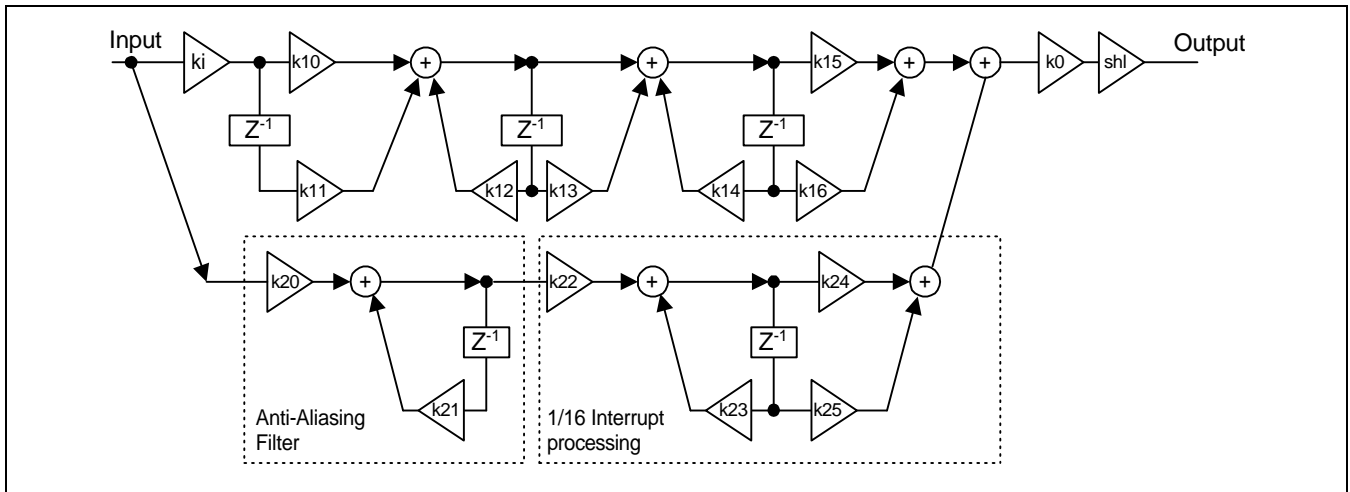 Input
ki
k10
+
+
k15
+
+
k0
shl
Output
Z-1
Z-1
Z-1
k11
k12
k13
k14
k16
k20
+
k22
+
k24
+
Z-1
Z-1
k21
k23
k25
Anti-Aliasing
Filter
1/16 Interrupt
processing